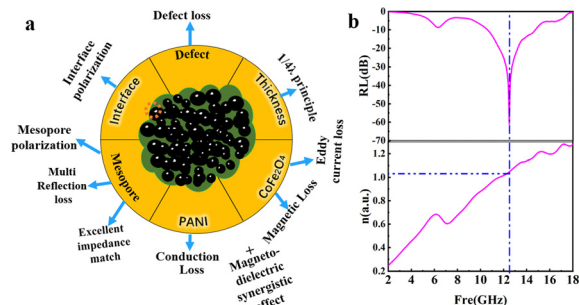 a
Defect loss
Interface
polarization
Defect
1/4λ principle
Interface
Thickness
Mesopore
polarization
Eddy
current loss
Multi
Reflection
loss
Mesopore
CoFe2O4
PANI
Magnetic Loss
Excellent
impedance
match
Conduction
Loss
+
Magneto-
dielectric
synergistic
effect
b
0
-10
-20
-30
-40
-50
-60
-70
RL(dB)
1.2
1.0
0.8
0.6
0.4
0.2
n(a.u.)
2 4 6 8 10 12 14 16 18
Fre(GHz)